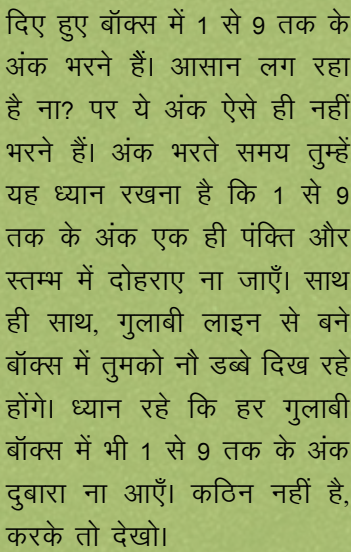 दिए हुए बॉक्स में 1 से 9 तक के
अंक भरने हैं। आसान लग रहा
है ना? पर ये अंक ऐसे ही नहीं
भरने हैं। अंक भरते समय तुम्हें
यह ध्यान रखना है कि 1 से 9
तक के अंक एक ही पंक्ति और
स्तम्भ में दोहराए ना जाएँ। साथ
ही साथ, गुलाबी लाइन से बने
बॉक्स में तुमको नौ डब्बे दिख रहे
होंगे। ध्यान रहे कि हर गुलाबी
बॉक्स में भी 1 से 9 तक के अंक
दुबारा ना आएँ। कठिन नहीं है,
करके तो देखो।